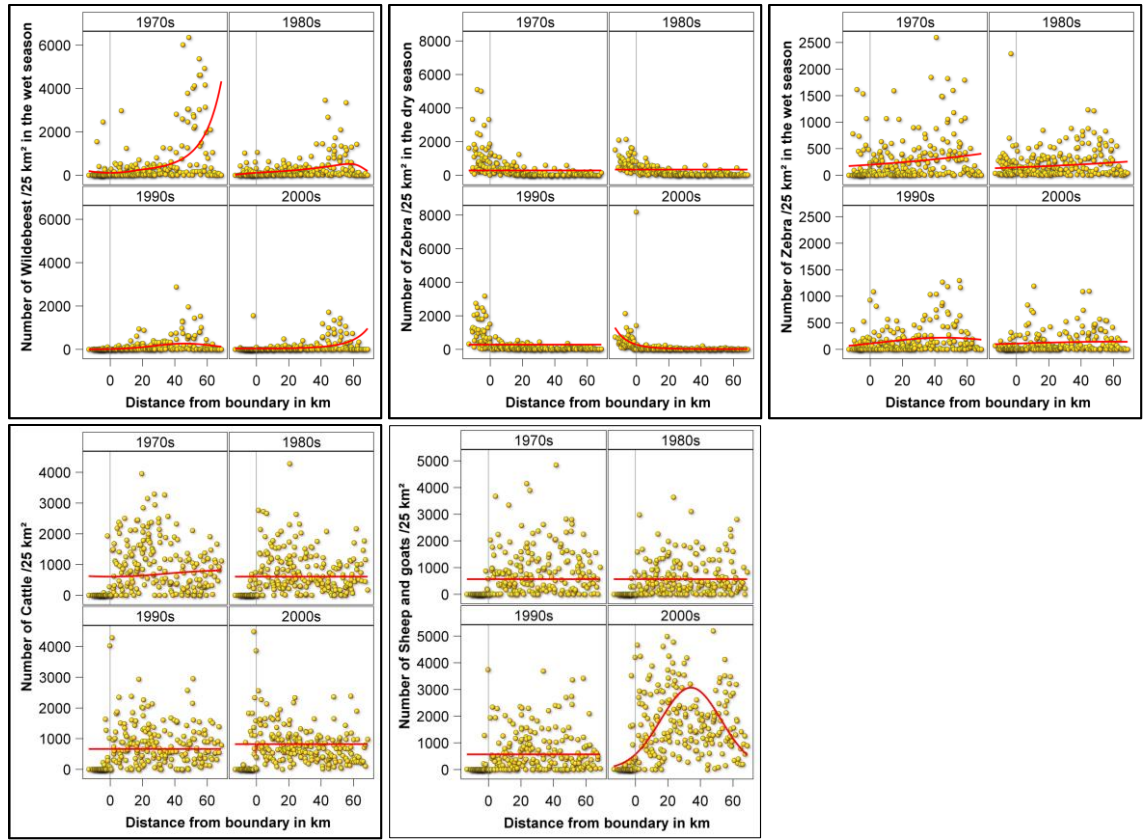 1970s 1980s
Number of Wildebeest /25 km² in the wet season
6000
4000
2000
0
1990s 2000s
6000
4000
2000
0
0 20 40 60 0 20 40 60
Distance from boundary in km
1970s 1980s
Number of Zebra /25 km² in the dry season
8000
6000
4000
2000
0
1990s 2000s
8000
6000
4000
2000
0
0 20 40 60 0 20 40 60
Distance from boundary in km
1970s 1980s
Number of Zebra /25 km² in the wet season
2500
2000
1500
1000
500
0
1990s 2000s
2500
2000
1500
1000
500
0
0 20 40 60 0 20 40 60
Distance from boundary in km
1970s 1980s
Number of Cattle /25 km²
4000
3000
2000
1000
0
1990s 2000s
4000
3000
2000
1000
0
0 20 40 60 0 20 40 60
Distance from boundary in km
1970s 1980s
Number of Sheep and goats /25 km²
5000
4000
3000
2000
1000
0
1990s 2000s
5000
4000
3000
2000
1000
0
0 20 40 60 0 20 40 60
Distance from boundary in km